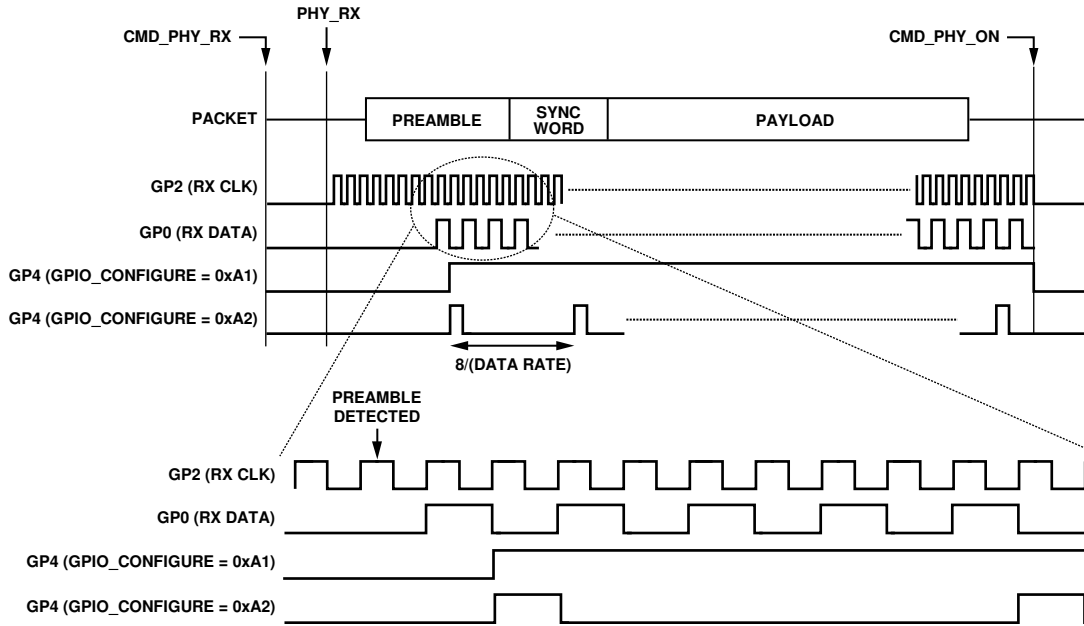 PHY_RX
CMD_PHY_RX
CMD_PHY_ON
PACKET
PREAMBLE
SYNC
WORD
PAYLOAD
GP2 (RX CLK)
GP0 (RX DATA)
GP4 (GPIO_CONFIGURE = 0xA1)
GP4 (GPIO_CONFIGURE = 0xA2)
8/(DATA RATE)
PREAMBLE
DETECTED
GP2 (RX CLK)
GP0 (RX DATA)
GP4 (GPIO_CONFIGURE = 0xA1)
GP4 (GPIO_CONFIGURE = 0xA2)